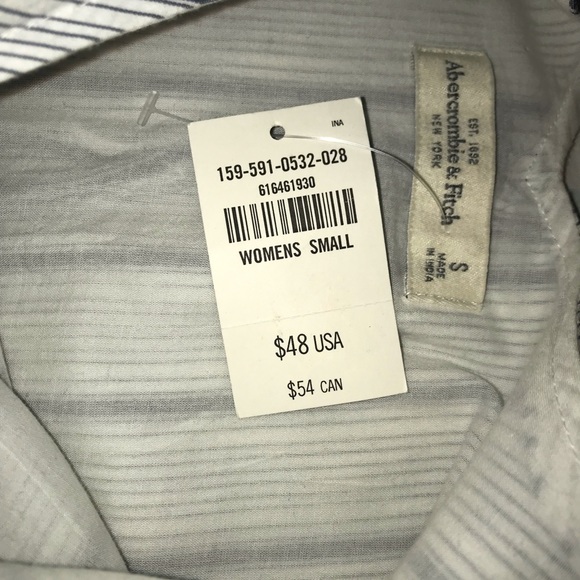 INA
159-591-0532-028
616461930
WOMENS SMALL
$48 USA
$54 CAN
EST. 1892
Abercrombie & Fitch
NEW YORK
S
MADE
IN INDIA